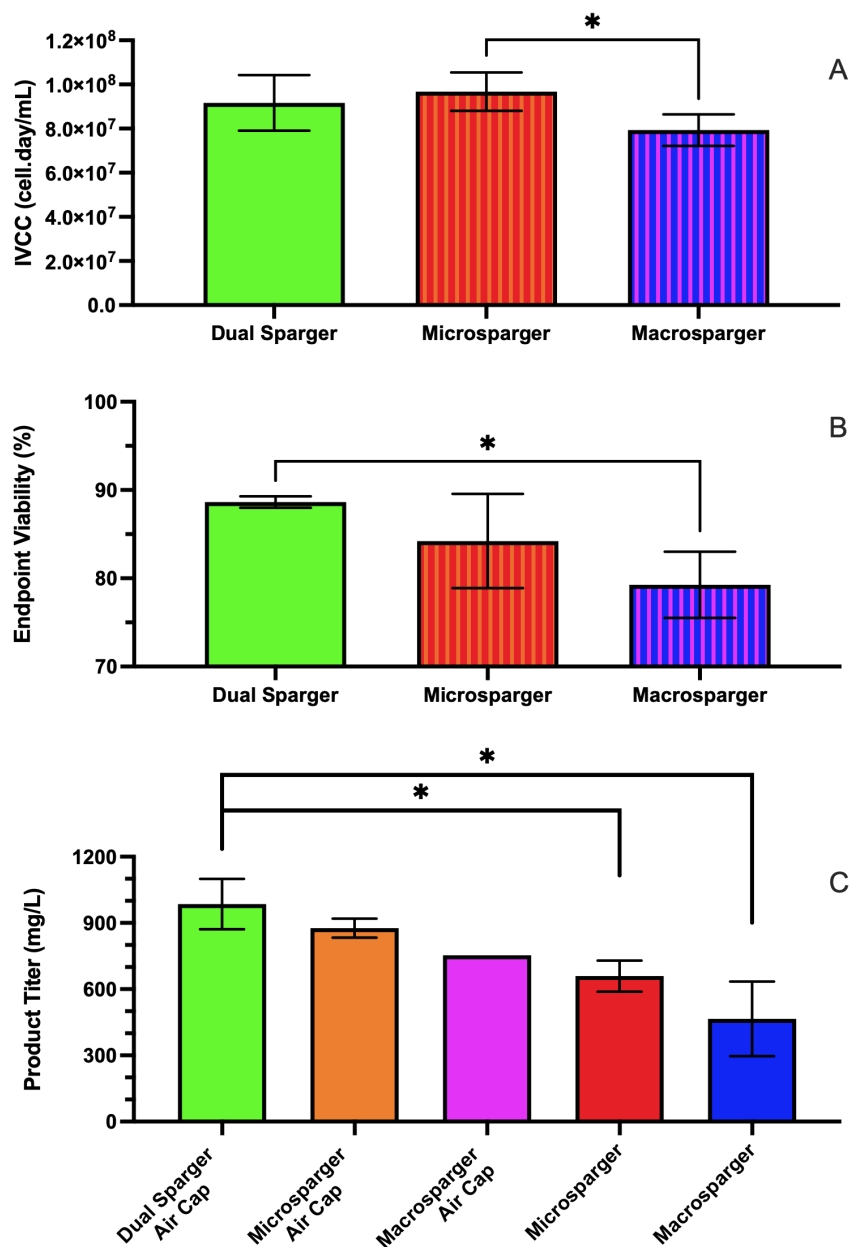 *
A
1.2×10⁸
1.0×10⁸
8.0×10⁷
6.0×10⁷
4.0×10⁷
2.0×10⁷
0.0
IVCC (cell.day/mL)
Dual Sparger Microsparger Macrosparger
B
*
100
90
80
70
Endpoint Viability (%)
Dual Sparger Microsparger Macrosparger
*
*
C
1200
900
600
300
0
Product Titer (mg/L)
Dual Sparger
Air Cap
Microsparger
Air Cap
Macrosparger
Air Cap
Microsparger
Macrosparger